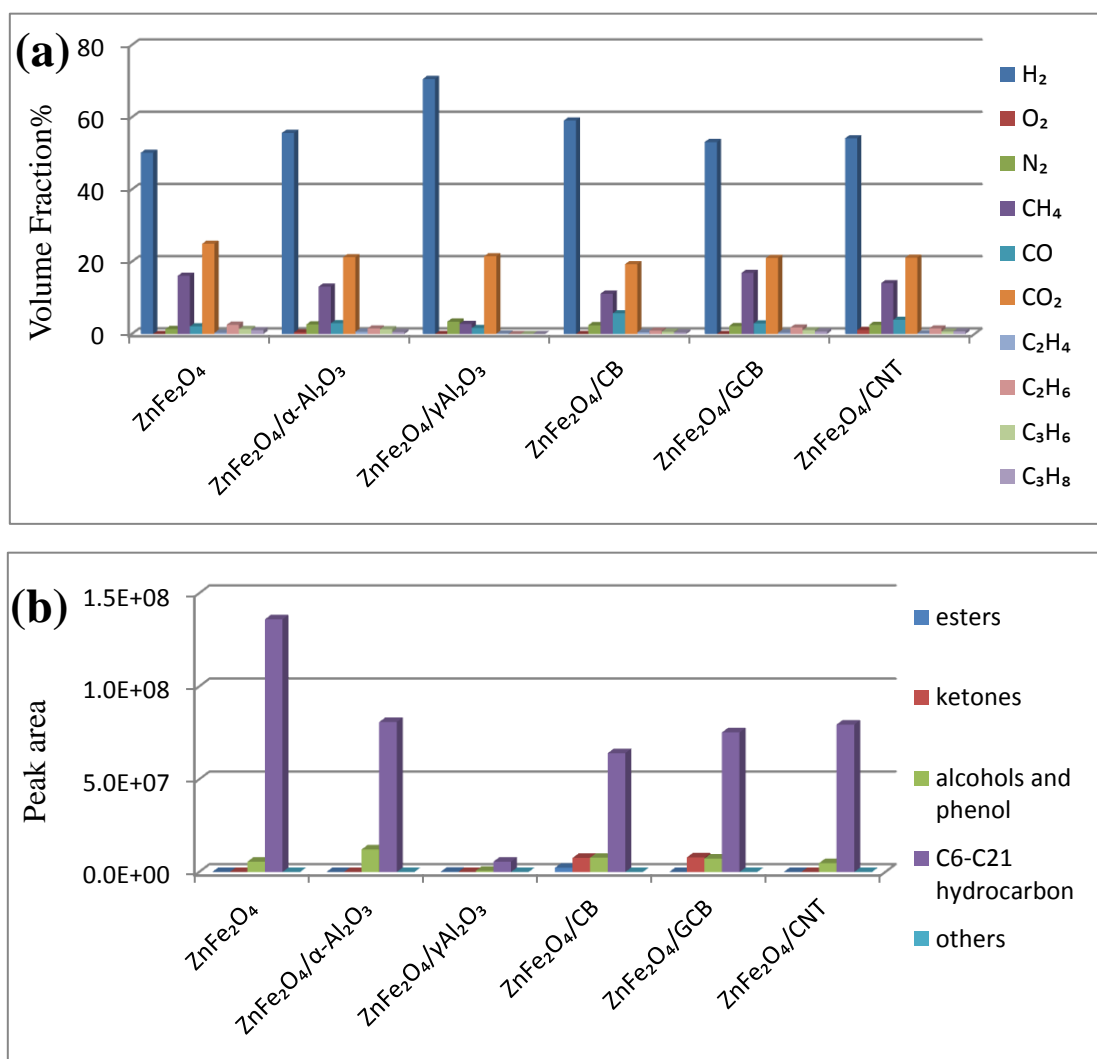 (a)
Volume Fraction%
80
60
40
20
0
ZnFe₂O₄
ZnFe₂O₄/α-Al₂O₃
ZnFe₂O₄/γAl₂O₃
ZnFe₂O₄/CB
ZnFe₂O₄/GCB
ZnFe₂O₄/CNT
H₂
O₂
N₂
CH₄
CO
CO₂
C₂H₄
C₂H₆
C₃H₆
C₃H₈
(b)
Peak area
1.5E+08
1.0E+08
5.0E+07
0.0E+00
ZnFe₂O₄
ZnFe₂O₄/α-Al₂O₃
ZnFe₂O₄/γAl₂O₃
ZnFe₂O₄/CB
ZnFe₂O₄/GCB
ZnFe₂O₄/CNT
esters
ketones
alcohols and
phenol
C6-C21
hydrocarbon
others